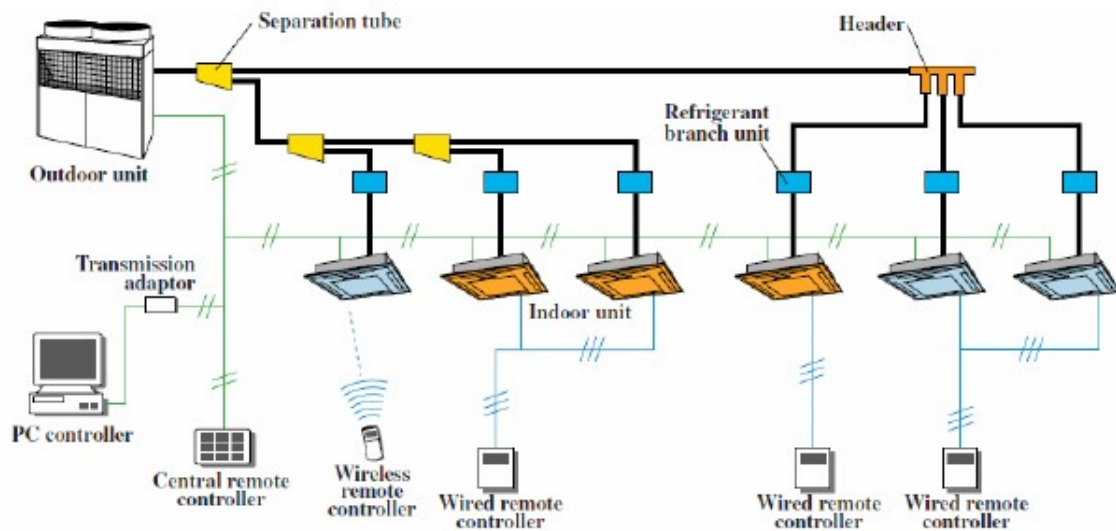 Separation tube
Header
Refrigerant
branch unit
Outdoor unit
Transmission
adaptor
Indoor unit
PC controller
Central remote
controller
Wireless
remote
controller
Wired remote
controller
Wired remote
controller
Wired remote
controller